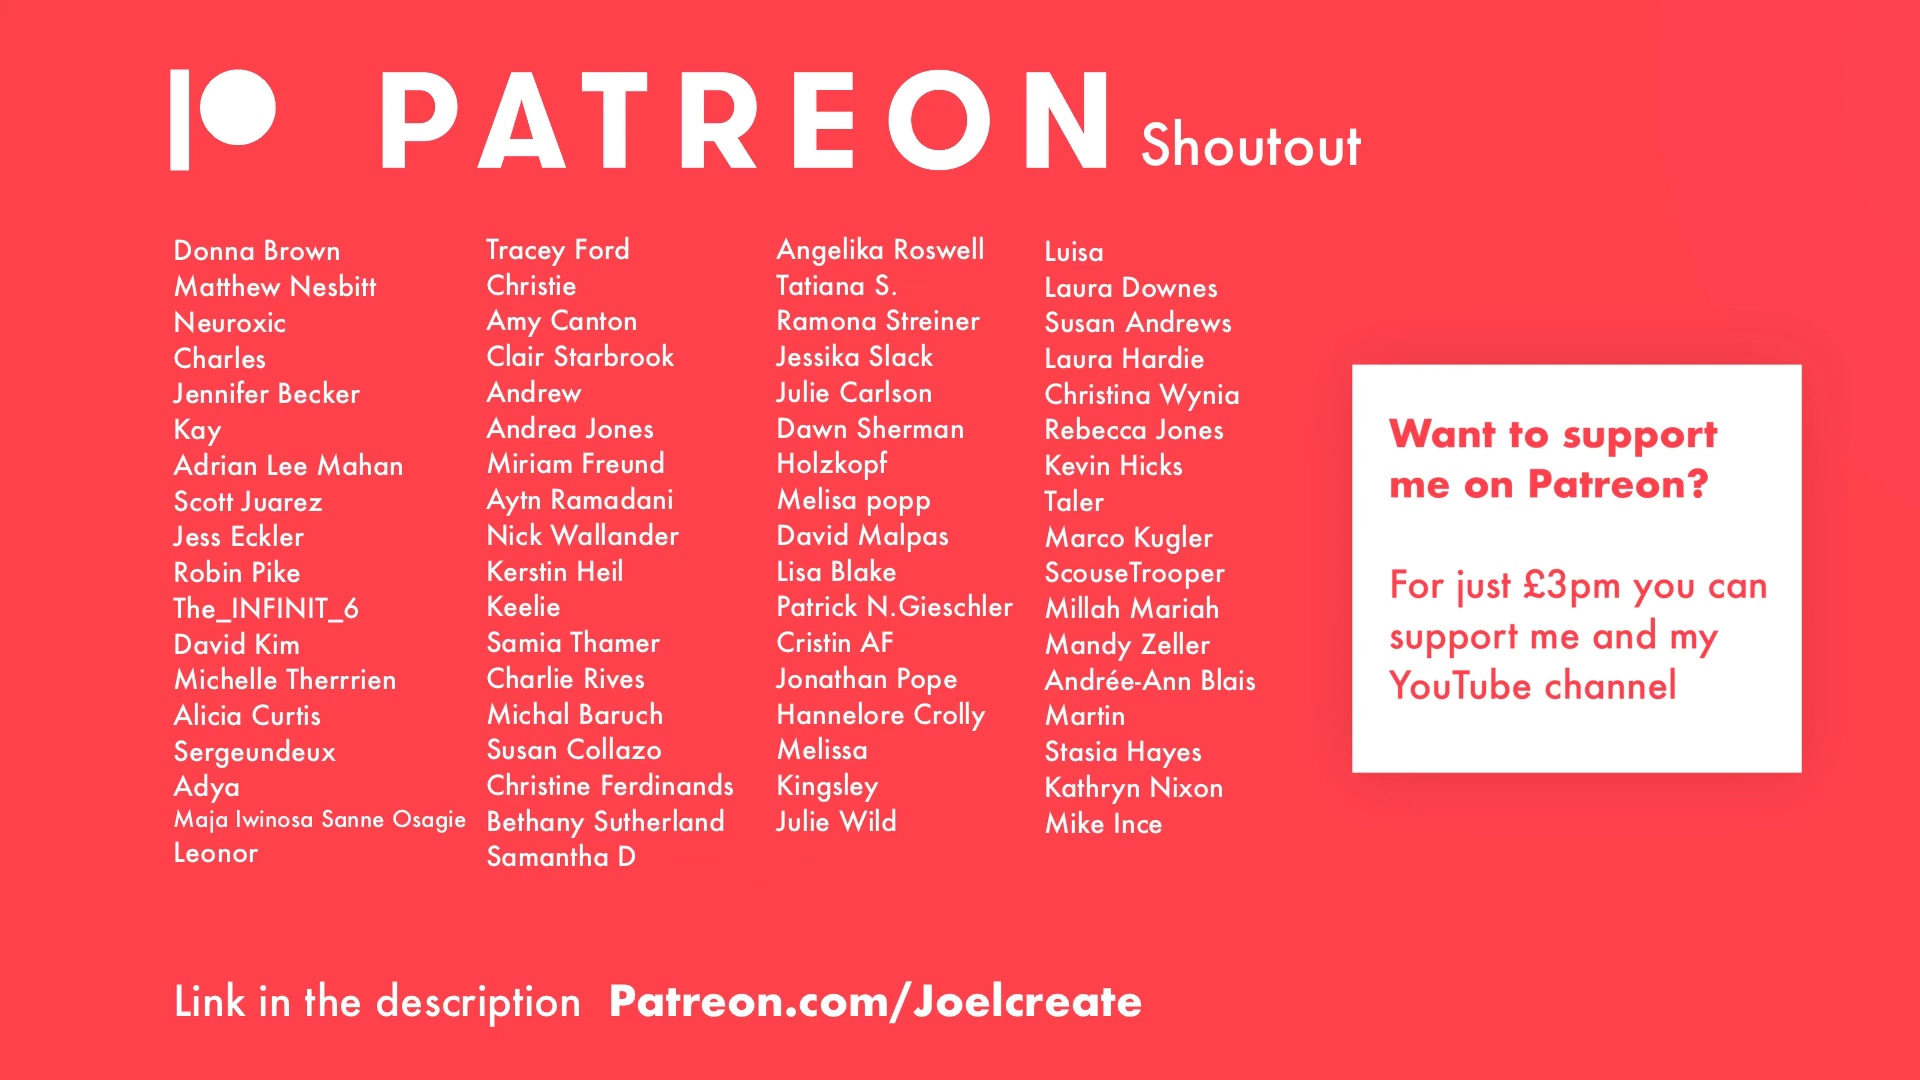 PATREON Shoutout
Donna Brown
Matthew Nesbitt
Neuroxic
Charles
Jennifer Becker
Kay
Adrian Lee Mahan
Scott Juarez
Jess Eckler
Robin Pike
The_INFINIT_6
David Kim
Michelle Therrrien
Alicia Curtis
Sergeundeux
Adya
Maja Iwinosa Sanne Osagie
Leonor
Tracey Ford
Christie
Amy Canton
Clair Starbrook
Andrew
Andrea Jones
Miriam Freund
Aytn Ramadani
Nick Wallander
Kerstin Heil
Keelie
Samia Thamer
Charlie Rives
Michal Baruch
Susan Collazo
Christine Ferdinands
Bethany Sutherland
Samantha D
Angelika Roswell
Tatiana S.
Ramona Streiner
Jessika Slack
Julie Carlson
Dawn Sherman
Holzkopf
Melisa popp
David Malpas
Lisa Blake
Patrick N.Gieschler
Cristin AF
Jonathan Pope
Hannelore Crolly
Melissa
Kingsley
Julie Wild
Luisa
Laura Downes
Susan Andrews
Laura Hardie
Christina Wynia
Rebecca Jones
Kevin Hicks
Taler
Marco Kugler
ScouseTrooper
Millah Mariah
Mandy Zeller
Andrée-Ann Blais
Martin
Stasia Hayes
Kathryn Nixon
Mike Ince
Want to support
me on Patreon?
For just £3pm you can
support me and my
YouTube channel
Link in the description Patreon.com/Joelcreate